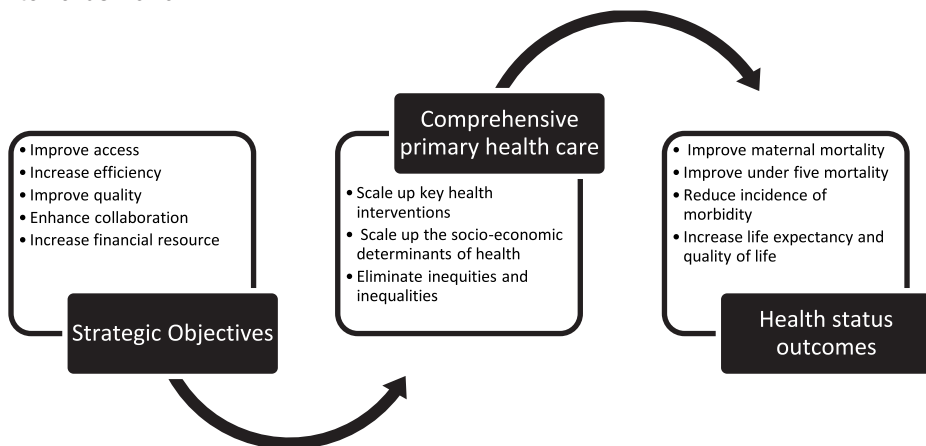 • Improve access
• Increase efficiency
• Improve quality
• Enhance collaboration
• Increase financial resource
Strategic Objectives
Comprehensive
primary health care
• Scale up key health
interventions
• Scale up the socio-economic
determinants of health
• Eliminate inequities and
inequalities
• Improve maternal mortality
• Improve under five mortality
• Reduce incidence of
morbidity
• Increase life expectancy and
quality of life
Health status
outcomes